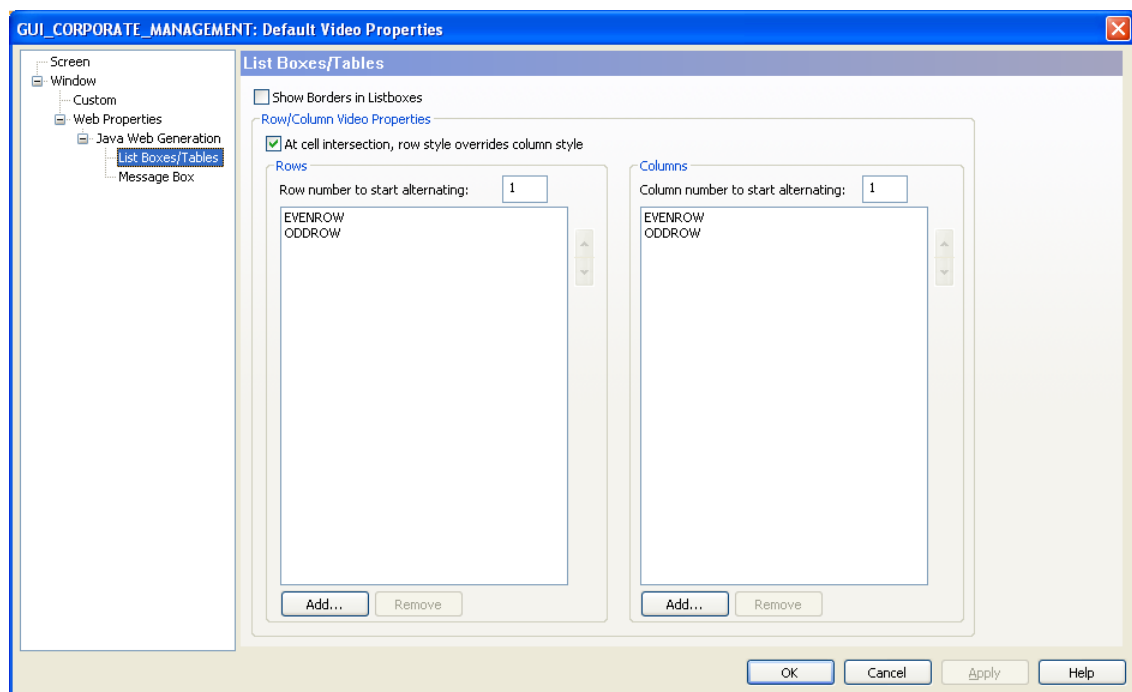 GUI_CORPORATE_MANAGEMENT: Default Video Properties
Screen
Window
Custom
Web Properties
Java Web Generation
List Boxes/Tables
Message Box
List Boxes/Tables
Show Borders in Listboxes
Row/Column Video Properties
At cell intersection, row style overrides column style
Rows
Row number to start alternating: 1
EVENROW
ODDROW
Add... Remove
Columns
Column number to start alternating: 1
EVENROW
ODDROW
Add... Remove
OK Cancel Apply Help